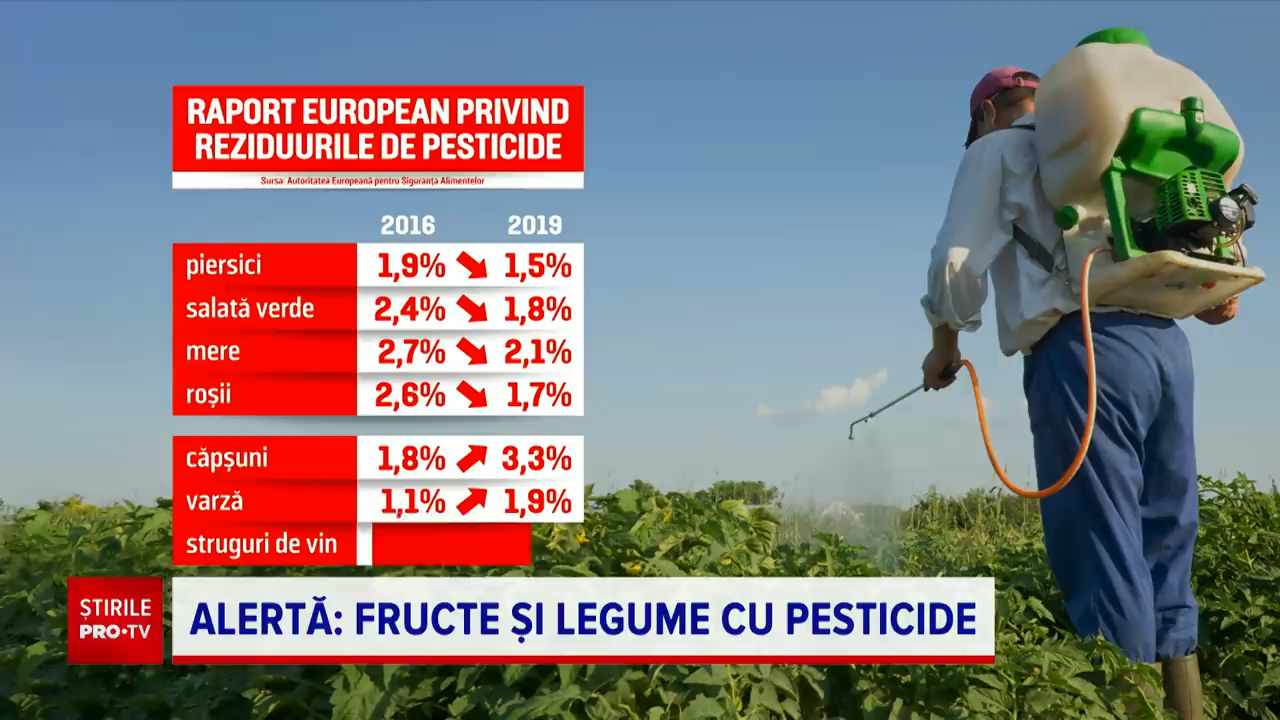 RAPORT EUROPEAN PRIVIND
REZIDUURILE DE PESTICIDE
Sursa: Autoritatea Europeană pentru Siguranța Alimentelor
2016 2019
piersici 1,9% 1,5%
salată verde 2,4% 1,8%
mere 2,7% 2,1%
roșii 2,6% 1,7%
căpșuni 1,8% 3,3%
varză 1,1% 1,9%
struguri de vin
ȘTIRILE
PRO•TV
ALERTĂ: FRUCTE ȘI LEGUME CU PESTICIDE